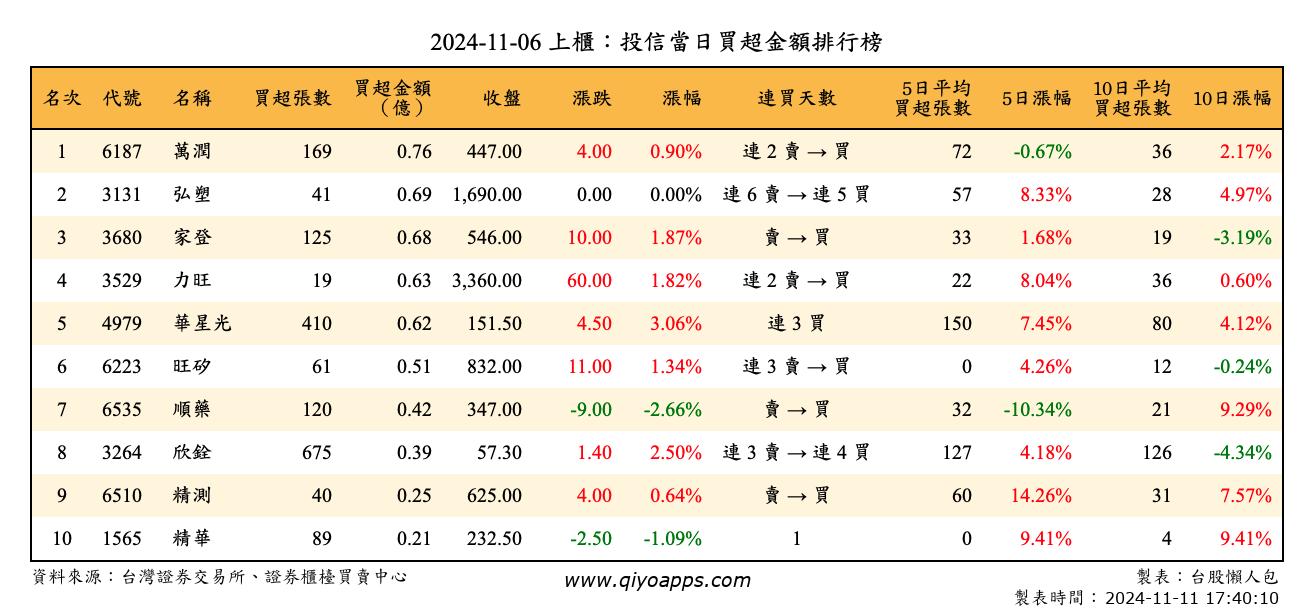 2024-11-06 上櫃：投信當日買超金額排行榜
名次 代號 名稱 買超張數 買超金額（億） 收盤 漲跌 漲幅 連買天數 5日平均買超張數 5日漲幅 10日平均買超張數 10日漲幅
1 6187 萬潤 169 0.76 447.00 4.00 0.90% 連 2 賣 → 買 72 -0.67% 36 2.17%
2 3131 弘塑 41 0.69 1,690.00 0.00 0.00% 連 6 賣 → 連 5 買 57 8.33% 28 4.97%
3 3680 家登 125 0.68 546.00 10.00 1.87% 賣 → 買 33 1.68% 19 -3.19%
4 3529 力旺 19 0.63 3,360.00 60.00 1.82% 連 2 賣 → 買 22 8.04% 36 0.60%
5 4979 華星光 410 0.62 151.50 4.50 3.06% 連 3 買 150 7.45% 80 4.12%
6 6223 旺矽 61 0.51 832.00 11.00 1.34% 連 3 賣 → 買 0 4.26% 12 -0.24%
7 6535 順藥 120 0.42 347.00 -9.00 -2.66% 賣 → 買 32 -10.34% 21 9.29%
8 3264 欣銓 675 0.39 57.30 1.40 2.50% 連 3 賣 → 連 4 買 127 4.18% 126 -4.34%
9 6510 精測 40 0.25 625.00 4.00 0.64% 賣 → 買 60 14.26% 31 7.57%
10 1565 精華 89 0.21 232.50 -2.50 -1.09% 1 0 9.41% 4 9.41%
資料來源：台灣證券交易所、證券櫃檯買賣中心 www.qiyoapps.com 製表：台股懶人包
製表時間：2024-11-11 17:40:10